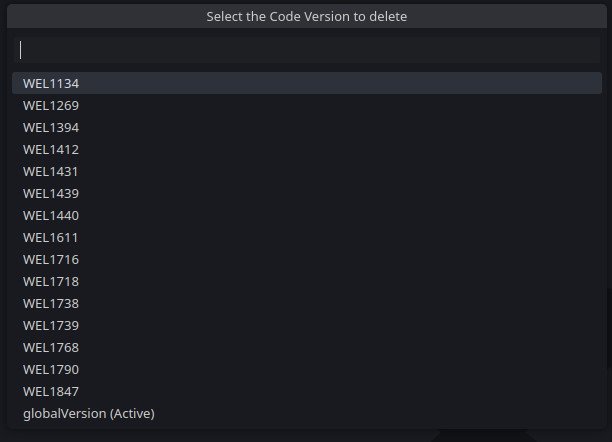 Select the Code Version to delete
WEL1134
WEL1269
WEL1394
WEL1412
WEL1431
WEL1439
WEL1440
WEL1611
WEL1716
WEL1718
WEL1738
WEL1739
WEL1768
WEL1790
WEL1847
globalVersion (Active)